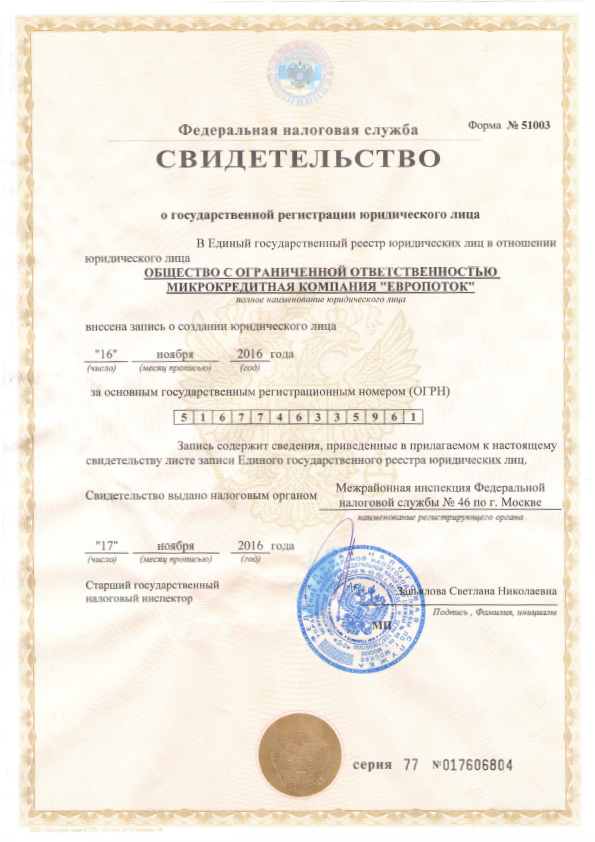 Форма № 51003
Федеральная налоговая служба
СВИДЕТЕЛЬСТВО
о государственной регистрации юридического лица
В Единый государственный реестр юридических лиц в отношении
юридического лица
ОБЩЕСТВО С ОГРАНИЧЕННОЙ ОТВЕТСТВЕННОСТЬЮ
МИКРОКРЕДИТНАЯ КОМПАНИЯ "ЕВРОПОТОК"
полное наименование юридического лица
внесена запись о создании юридического лица
"16" ноября 2016 года
(число) (месяц прописью) (год)
за основным государственным регистрационным номером (ОГРН)
5 1 6 7 7 4 6 3 3 5 9 6 1
Запись содержит сведения, приведенные в прилагаемом к настоящему
свидетельству листе записи Единого государственного реестра юридических лиц.
Свидетельство выдано налоговым органом
Межрайонная инспекция Федеральной
налоговой службы № 46 по г. Москве
наименование регистрирующего органа
"17" ноября 2016 года
(число) (месяц прописью) (год)
Старший государственный
налоговый инспектор
Светлана Николаевна
Подпись , Фамилия, инициалы
МП
серия 77 №017606804